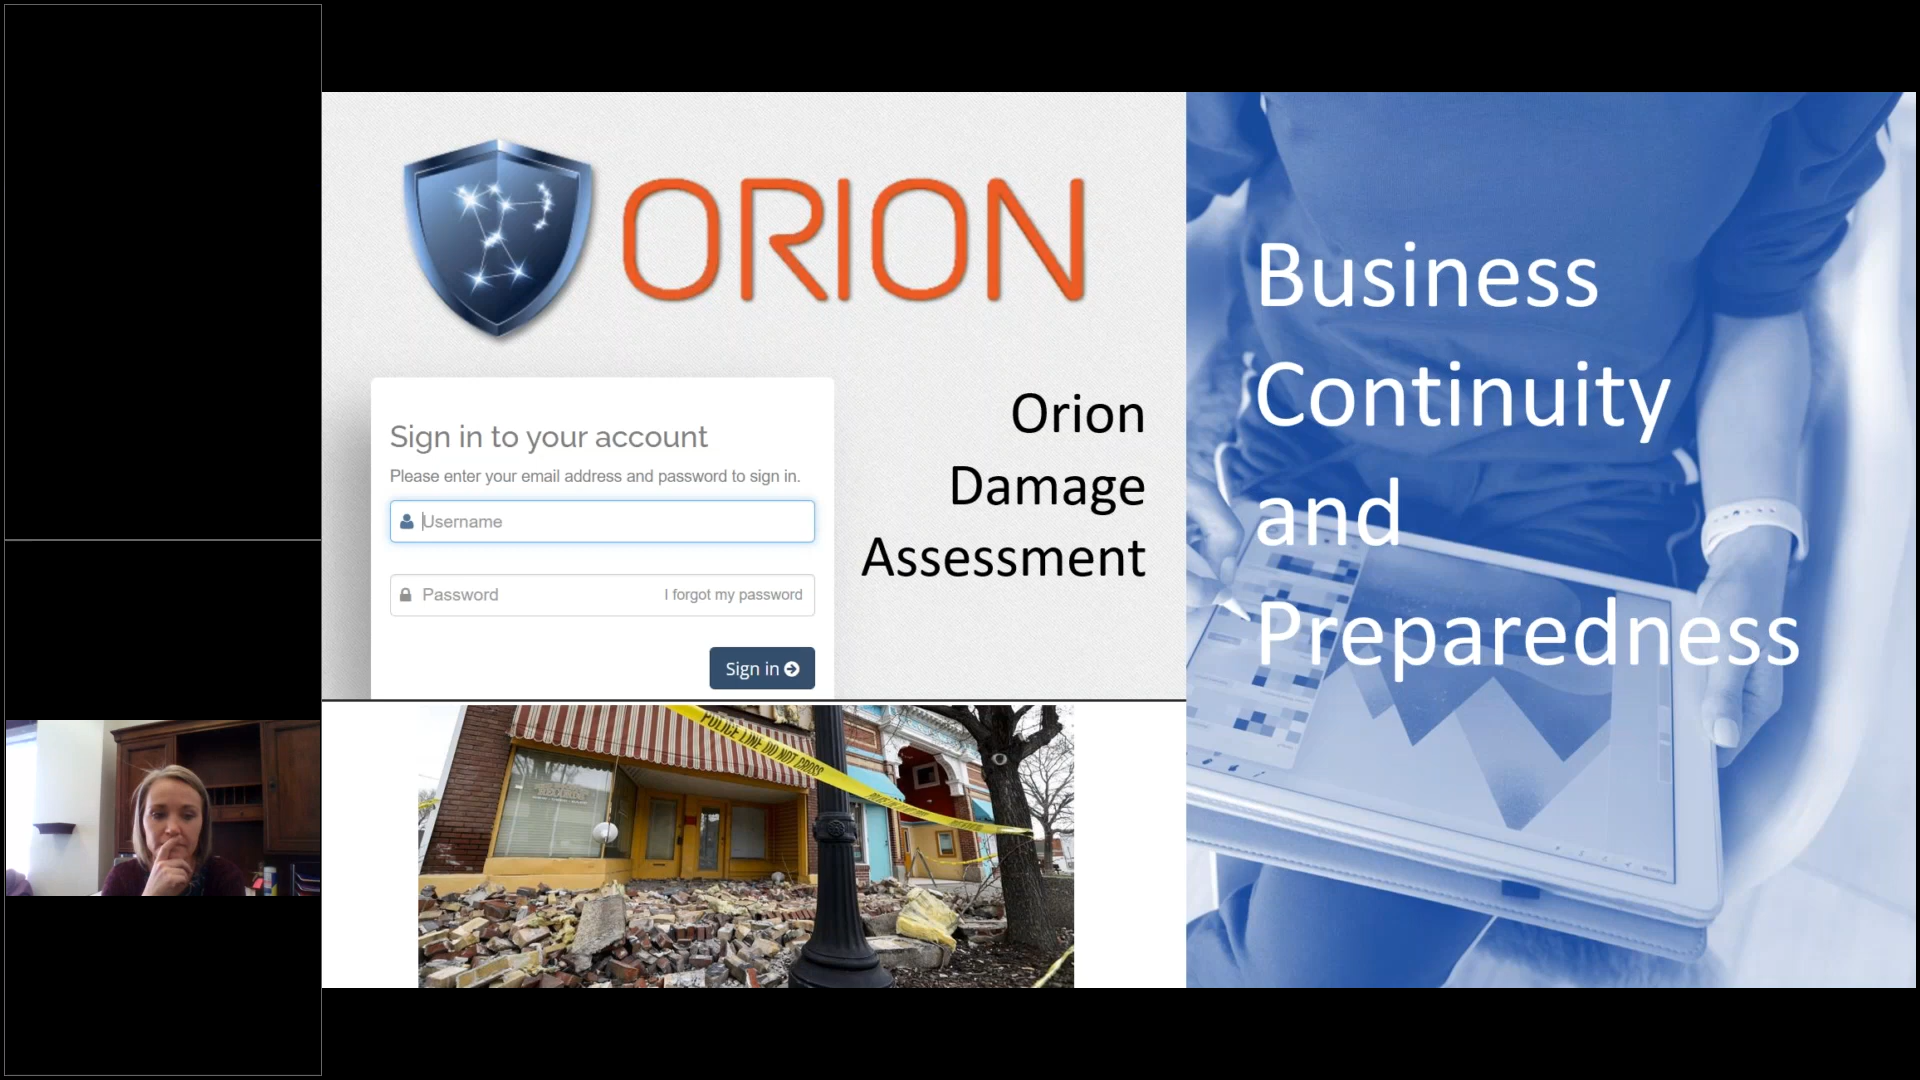 ORION
Sign in to your account
Please enter your email address and password to sign in.
Username
Password
I forgot my password
Sign in
Orion
Damage
Assessment
POLICE LINE DO NOT CROSS
Business
Continuity
and
Preparedness